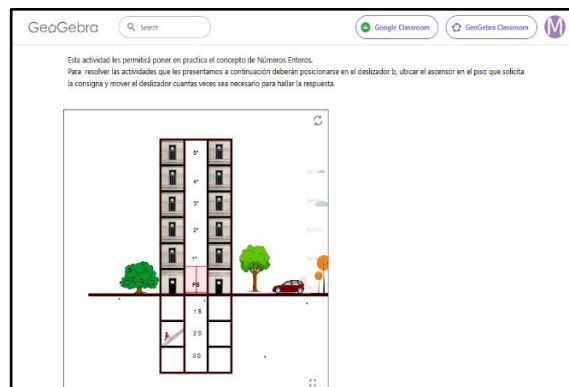 GeoGebra
Search
Google Classroom
GeoGebra Classroom
M
Esta actividad les permitirá poner en practica el concepto de Números Enteros.
Para resolver las actividades que les presentamos a continuación deberán posicionarse en el deslizador b, ubicar el ascensor en el piso que solicita
la consigna y mover el deslizador cuantas veces sea necesario para hallar la respuesta.
5°
4°
3°
2°
1°
PB
1 S
2 S
3 S